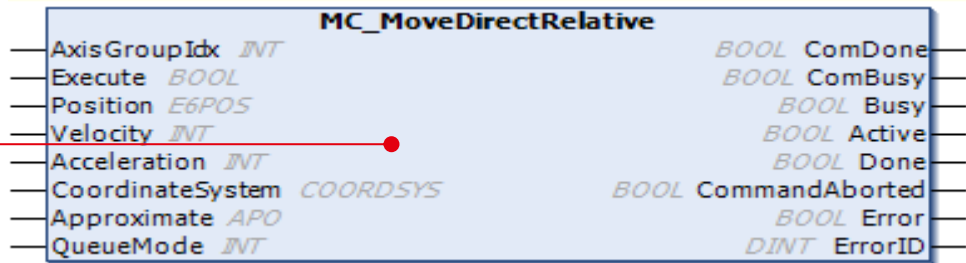 MC_MoveDirectRelative
AxisGroupIdx INT BOOL ComDone
Execute BOOL BOOL ComBusy
Position E6POS BOOL Busy
Velocity INT BOOL Active
Acceleration INT BOOL Done
CoordinateSystem COORDSYS BOOL CommandAborted
Approximate APO BOOL Error
QueueMode INT DINT ErrorID